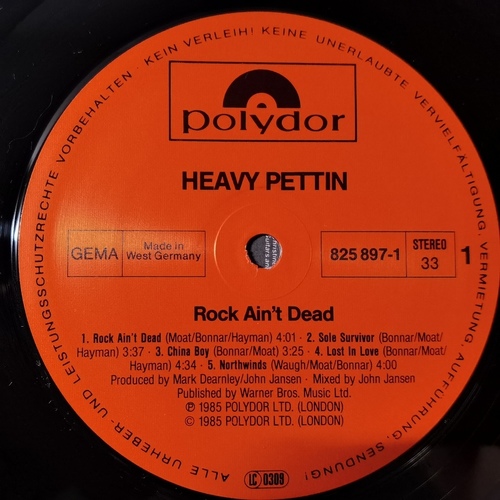 ALLE URHEBER- UND LEISTUNGSSCHUTZRECHTE VORBEHALTEN · KEIN VERLEIH! KEINE UNERLAUBTE VERVIELFÄLTIGUNG, VERMIETUNG, AUFFÜHRUNG, SENDUNG!
polydor
HEAVY PETTIN
GEMA
Made in
West Germany
825 897-1
STEREO
33
1
Rock Ain't Dead
1. Rock Ain't Dead (Moat/Bonnar/Hayman) 4:01 · 2. Sole Survivor (Bonnar/Moat/
Hayman) 3:37 · 3. China Boy (Bonnar/Moat) 3:25 · 4. Lost In Love (Bonnar/Moat/
Hayman) 4:34 · 5. Northwinds (Waugh/Moat/Bonnar) 4:00
Produced by Mark Dearnley/John Jansen · Mixed by John Jansen
Published by Warner Bros. Music Ltd.
℗ 1985 POLYDOR LTD. (LONDON)
© 1985 POLYDOR LTD. (LONDON)
LC 0309